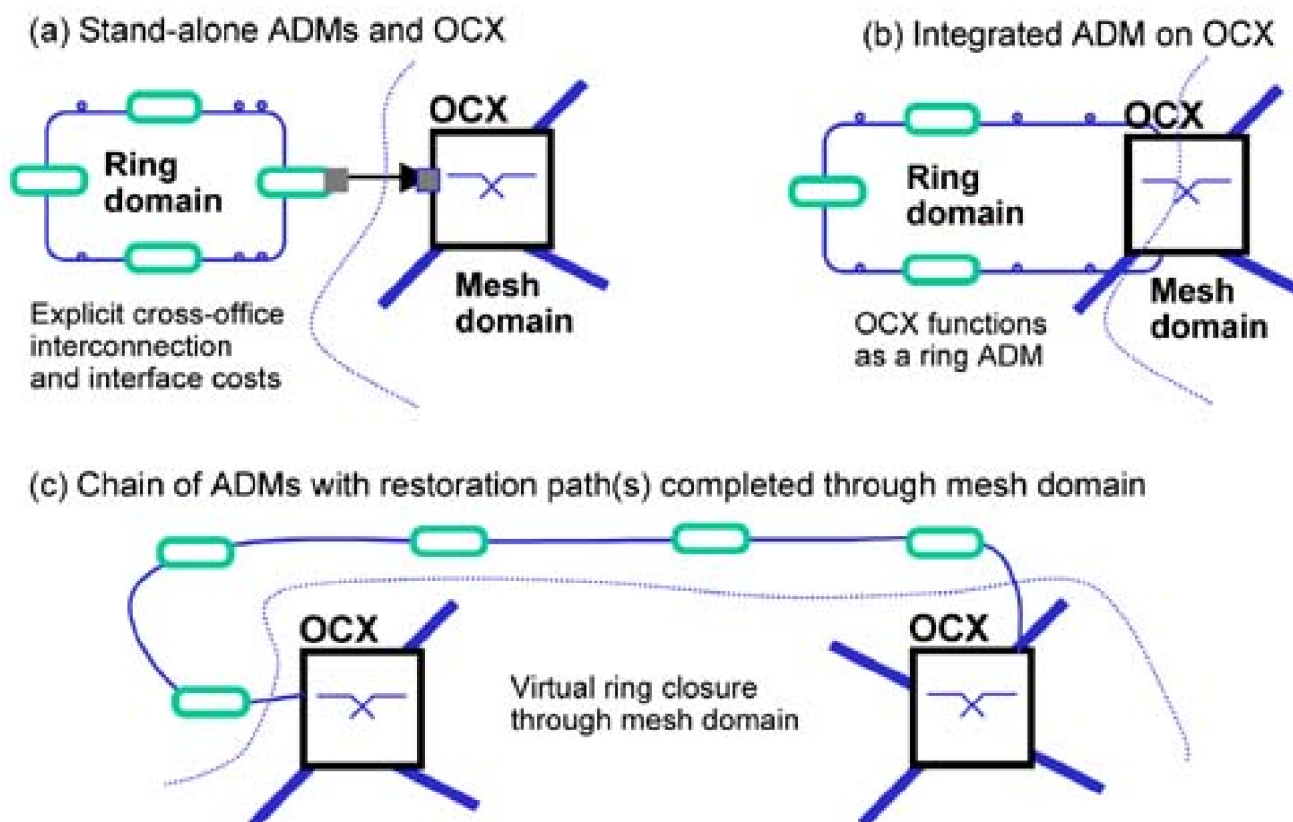 (a) Stand-alone ADMs and OCX
OCX
Ring
domain
Mesh
domain
Explicit cross-office
interconnection
and interface costs
(b) Integrated ADM on OCX
OCX
Ring
domain
Mesh
domain
OCX functions
as a ring ADM
(c) Chain of ADMs with restoration path(s) completed through mesh domain
OCX
Virtual ring closure
through mesh domain
OCX